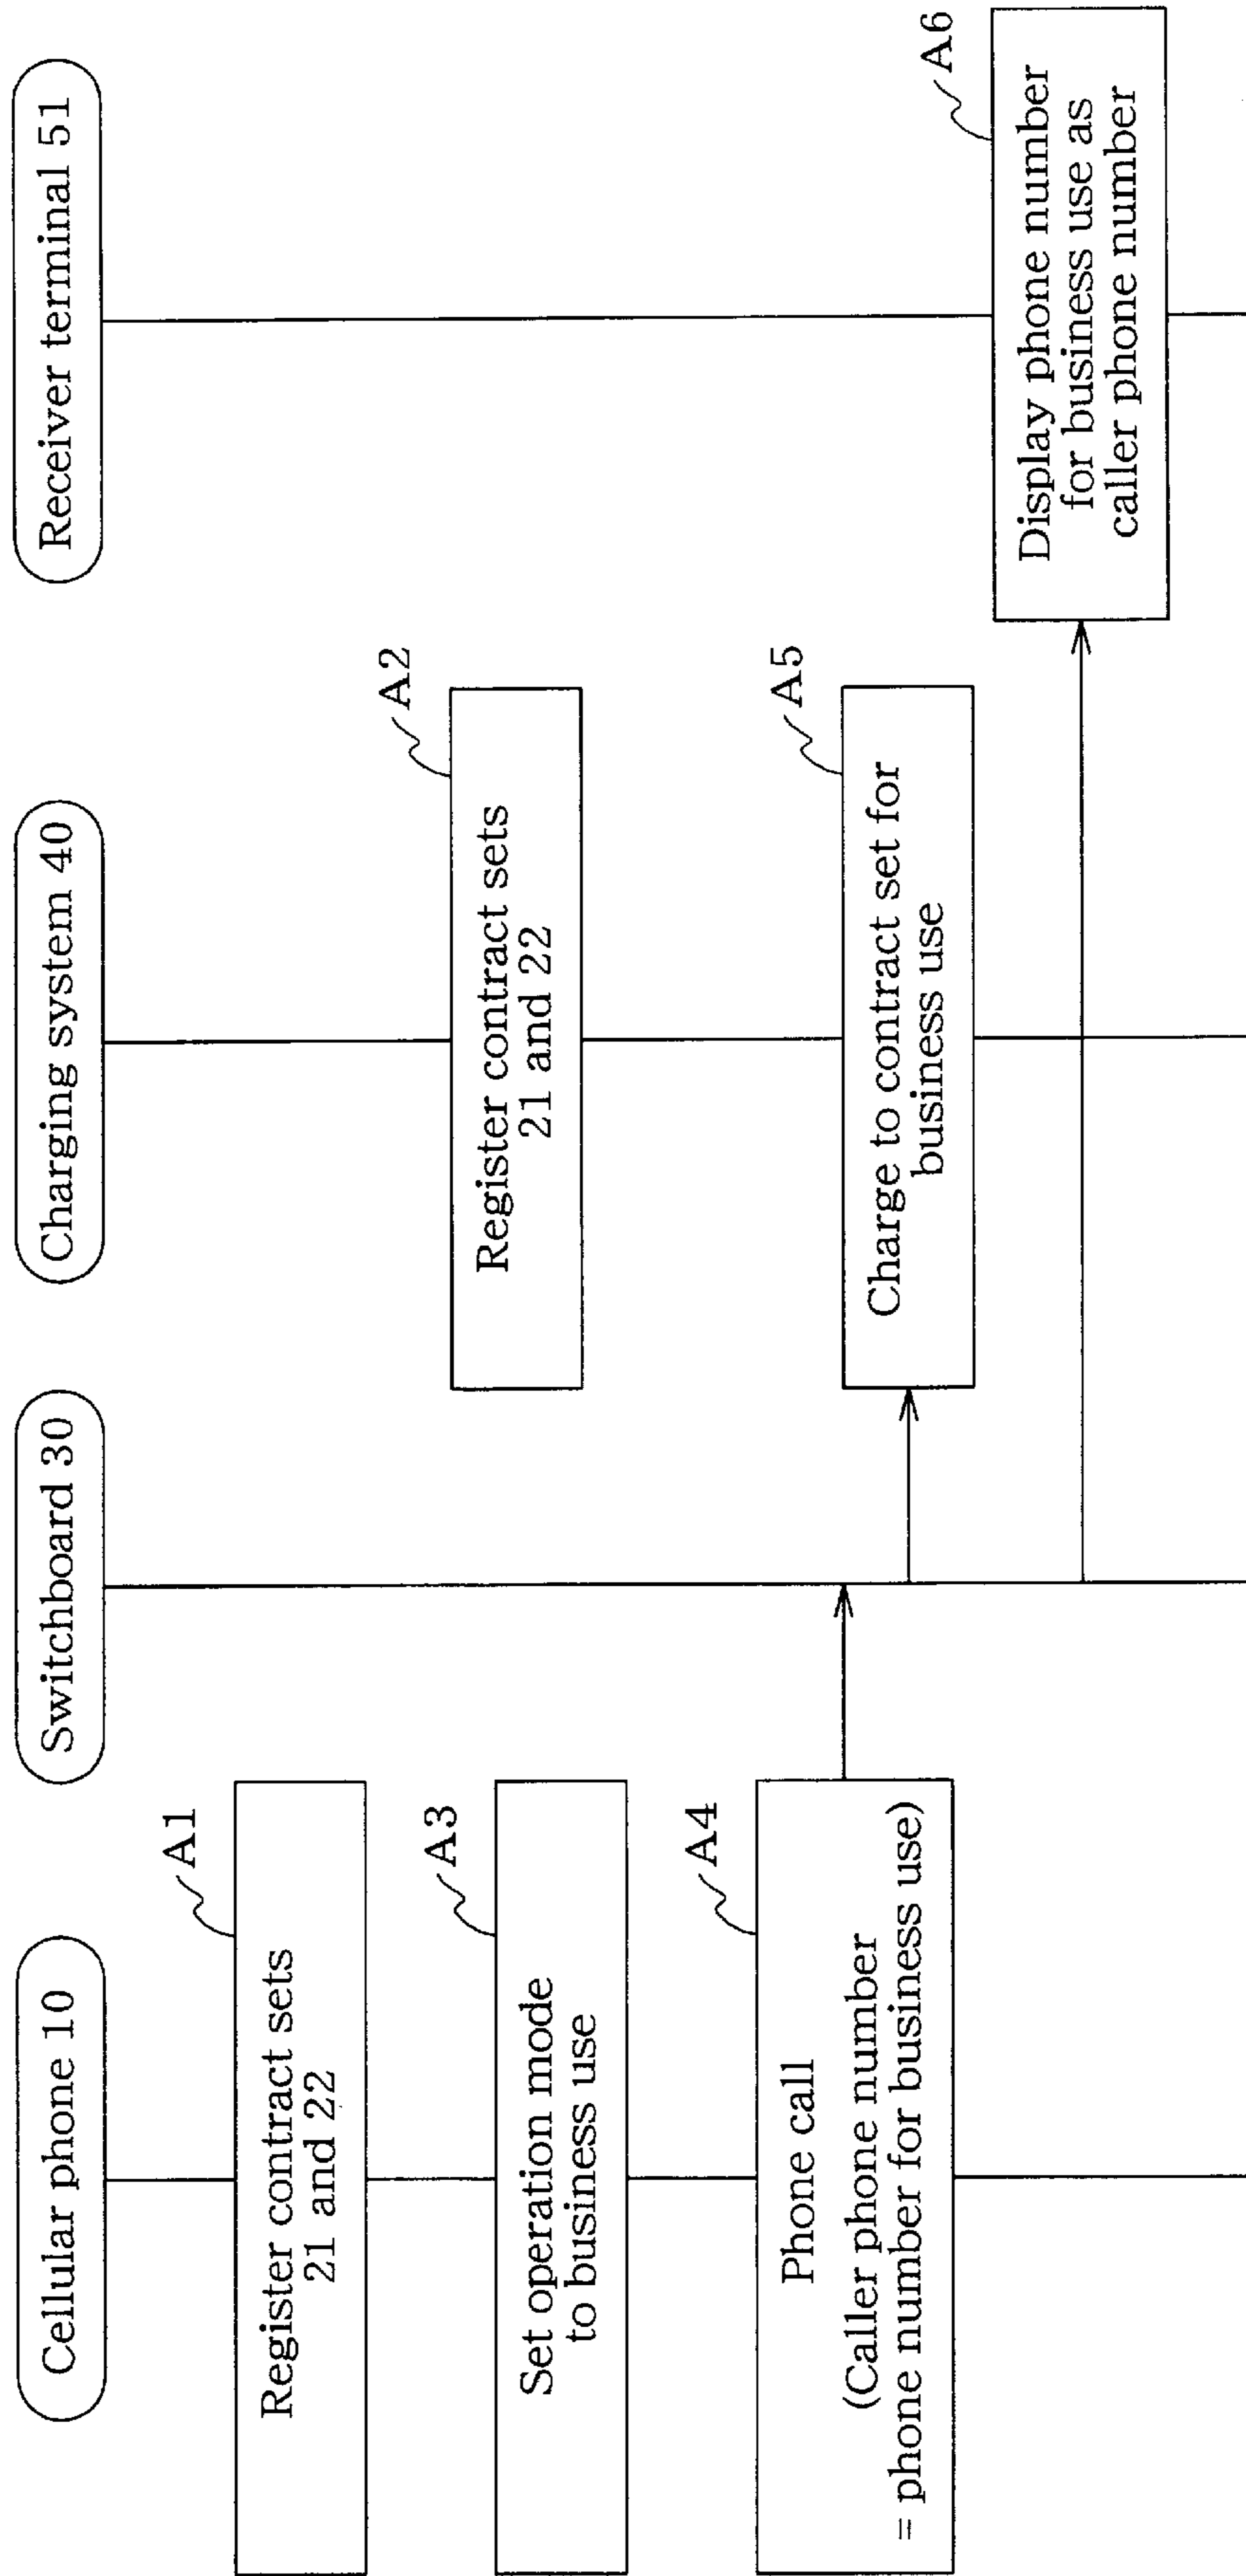 Cellular phone 10
Switchboard 30
Charging system 40
Receiver terminal 51
A1
Register contract sets
21 and 22
A2
Register contract sets
21 and 22
A3
Set operation mode
to business use
A4
Phone call
(Caller phone number
= phone number for business use)
A5
Charge to contract set for
business use
A6
Display phone number
for business use as
caller phone number